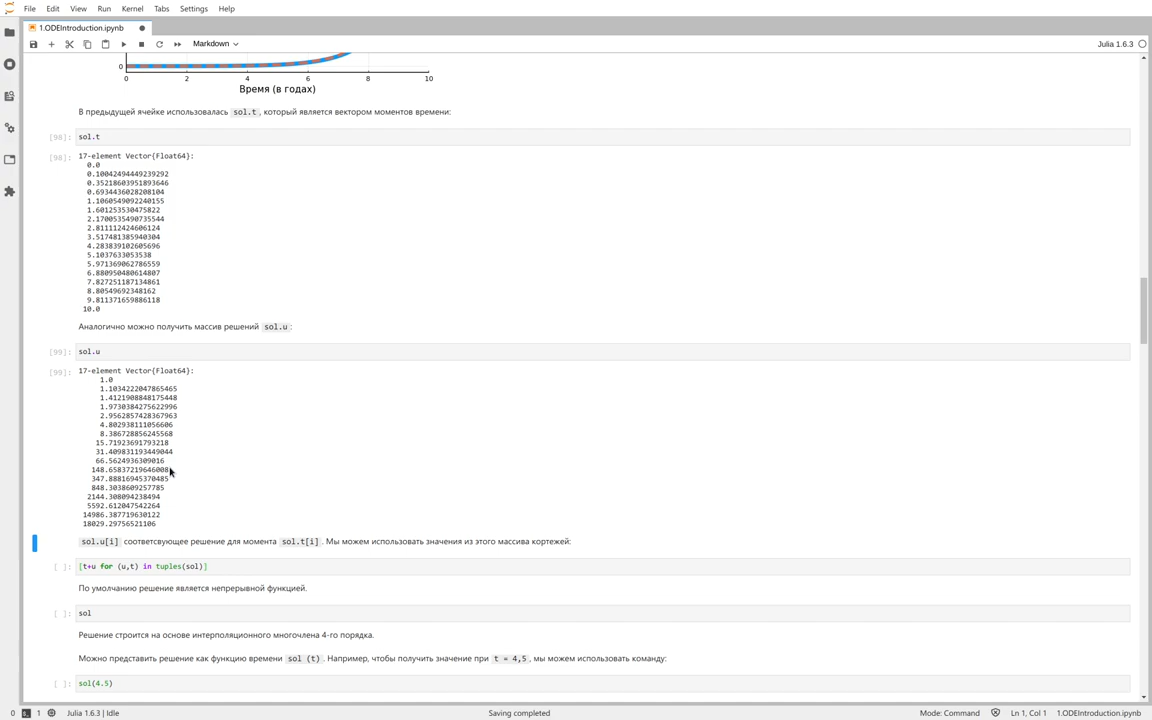 File Edit View Run Kernel Tabs Settings Help
1.ODEIntroduction.ipynb
Markdown
Julia 1.6.3
0
0 2 4 6 8 10
Время (в годах)
В предыдущей ячейке использовалась sol.t, который является вектором моментов времени:
[98]: sol.t
[98]: 17-element Vector{Float64}:
0.0
0.10042494439239292
0.35218603951893646
0.6934436028208104
1.1060549092240155
1.601253530475822
2.1700535490735544
2.811112424606124
3.517481385940304
4.283839102605696
5.1037633053538
5.971369062786559
6.880950480614807
7.827251187134861
8.80549692348162
9.811371659886118
10.0
Аналогично можно получить массив решений sol.u:
[99]: sol.u
[99]: 17-element Vector{Float64}:
1.0
1.1034222047865465
1.4121908848175448
1.9730384275622996
2.9562857428367963
4.802938111056606
8.386728856245568
15.71923691793218
31.409831193449044
66.5624936309016
148.65837219646008
347.88816945370485
848.3038609257785
2144.308094238494
5592.612047542264
14986.387719630122
18029.29756521106
sol.u[i] соответсвующее решение для момента sol.t[i]. Мы можем использовать значения из этого массива кортежей:
[ ]: [t+u for (u,t) in tuples(sol)]
По умолчанию решение является непрерывной функцией.
[ ]: sol
Решение строится на основе интерполяционного многочлена 4-го порядка.
Можно представить решение как функцию времени sol (t). Например, чтобы получить значение при t = 4,5, мы можем использовать команду:
[ ]: sol(4.5)
0 1 Julia 1.6.3 | Idle Saving completed Mode: Command Ln 1, Col 1 1.ODEIntroduction.ipynb